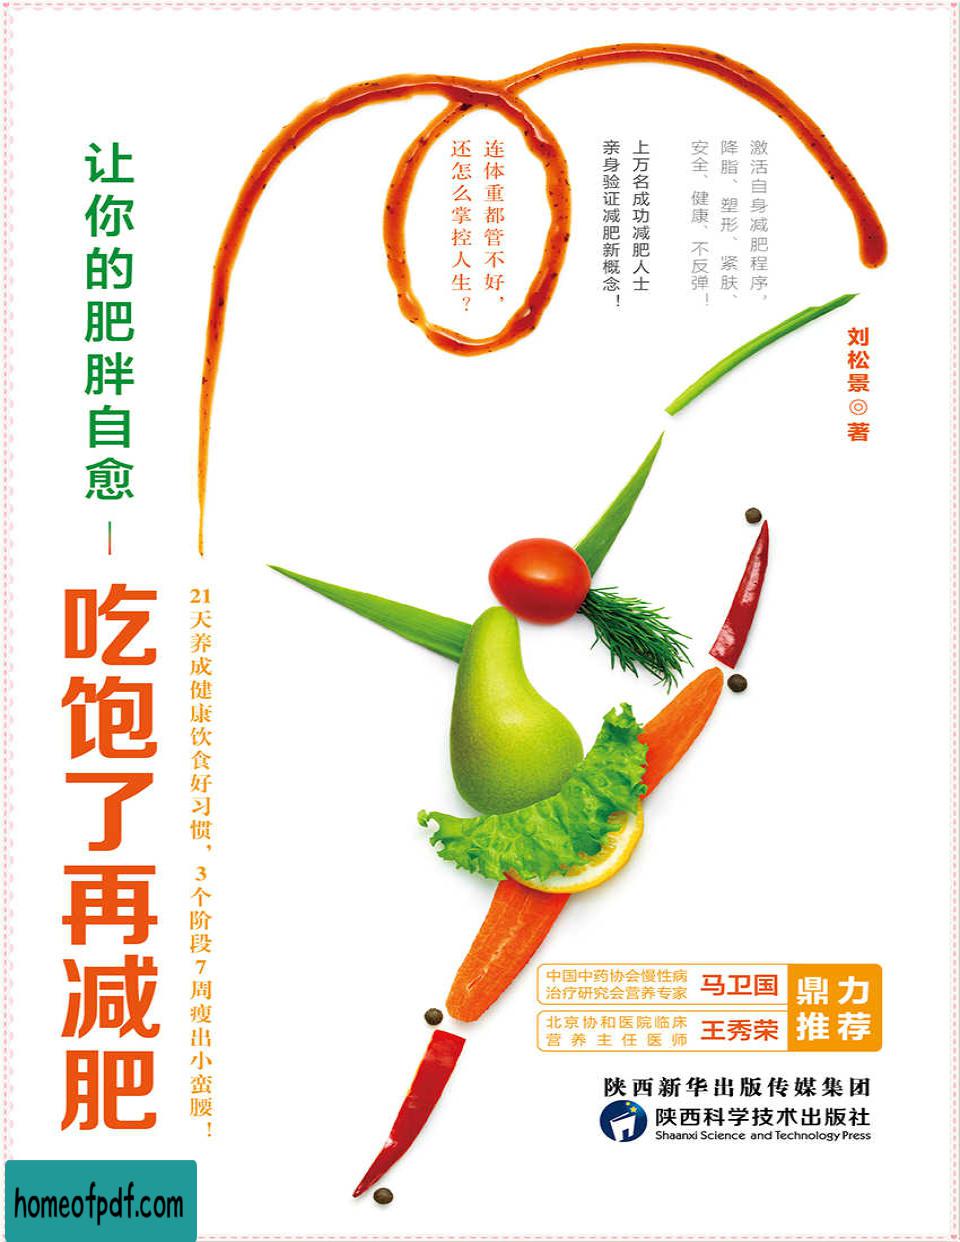 让你的肥胖自愈
吃饱了再减肥
21天养成健康饮食好习惯，3个阶段7周瘦出小蛮腰！
连体重都管不好，
还怎么掌控人生？
上万名成功减肥人士
亲身验证减肥新概念！
激活自身减肥程序，
降脂、塑形、紧肤、
安全、健康、不反弹！
刘松景◎著
中国中药协会慢性病
治疗研究会营养专家
马卫国
北京协和医院临床
营养主任医师
王秀荣
鼎力
推荐
陕西新华出版传媒集团
陕西科学技术出版社
Shaanxi Science and Technology Press
homeofpdf.com